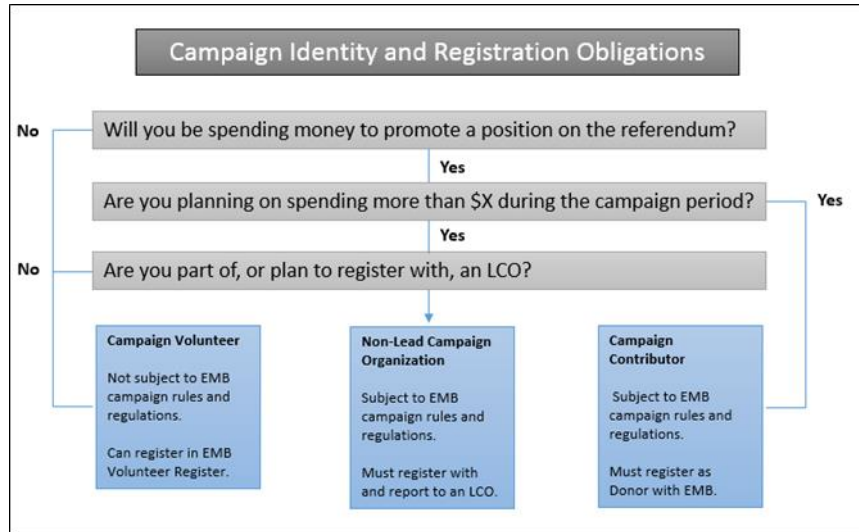 Campaign Identity and Registration Obligations
No
Will you be spending money to promote a position on the referendum?
Yes
Are you planning on spending more than $X during the campaign period?
Yes
Yes
No
Are you part of, or plan to register with, an LCO?
Campaign Volunteer
Not subject to EMB
campaign rules and
regulations.
Can register in EMB
Volunteer Register.
Non-Lead Campaign
Organization
Subject to EMB
campaign rules and
regulations.
Must register with
and report to an LCO.
Campaign
Contributor
Subject to EMB
campaign rules and
regulations.
Must register as
Donor with EMB.